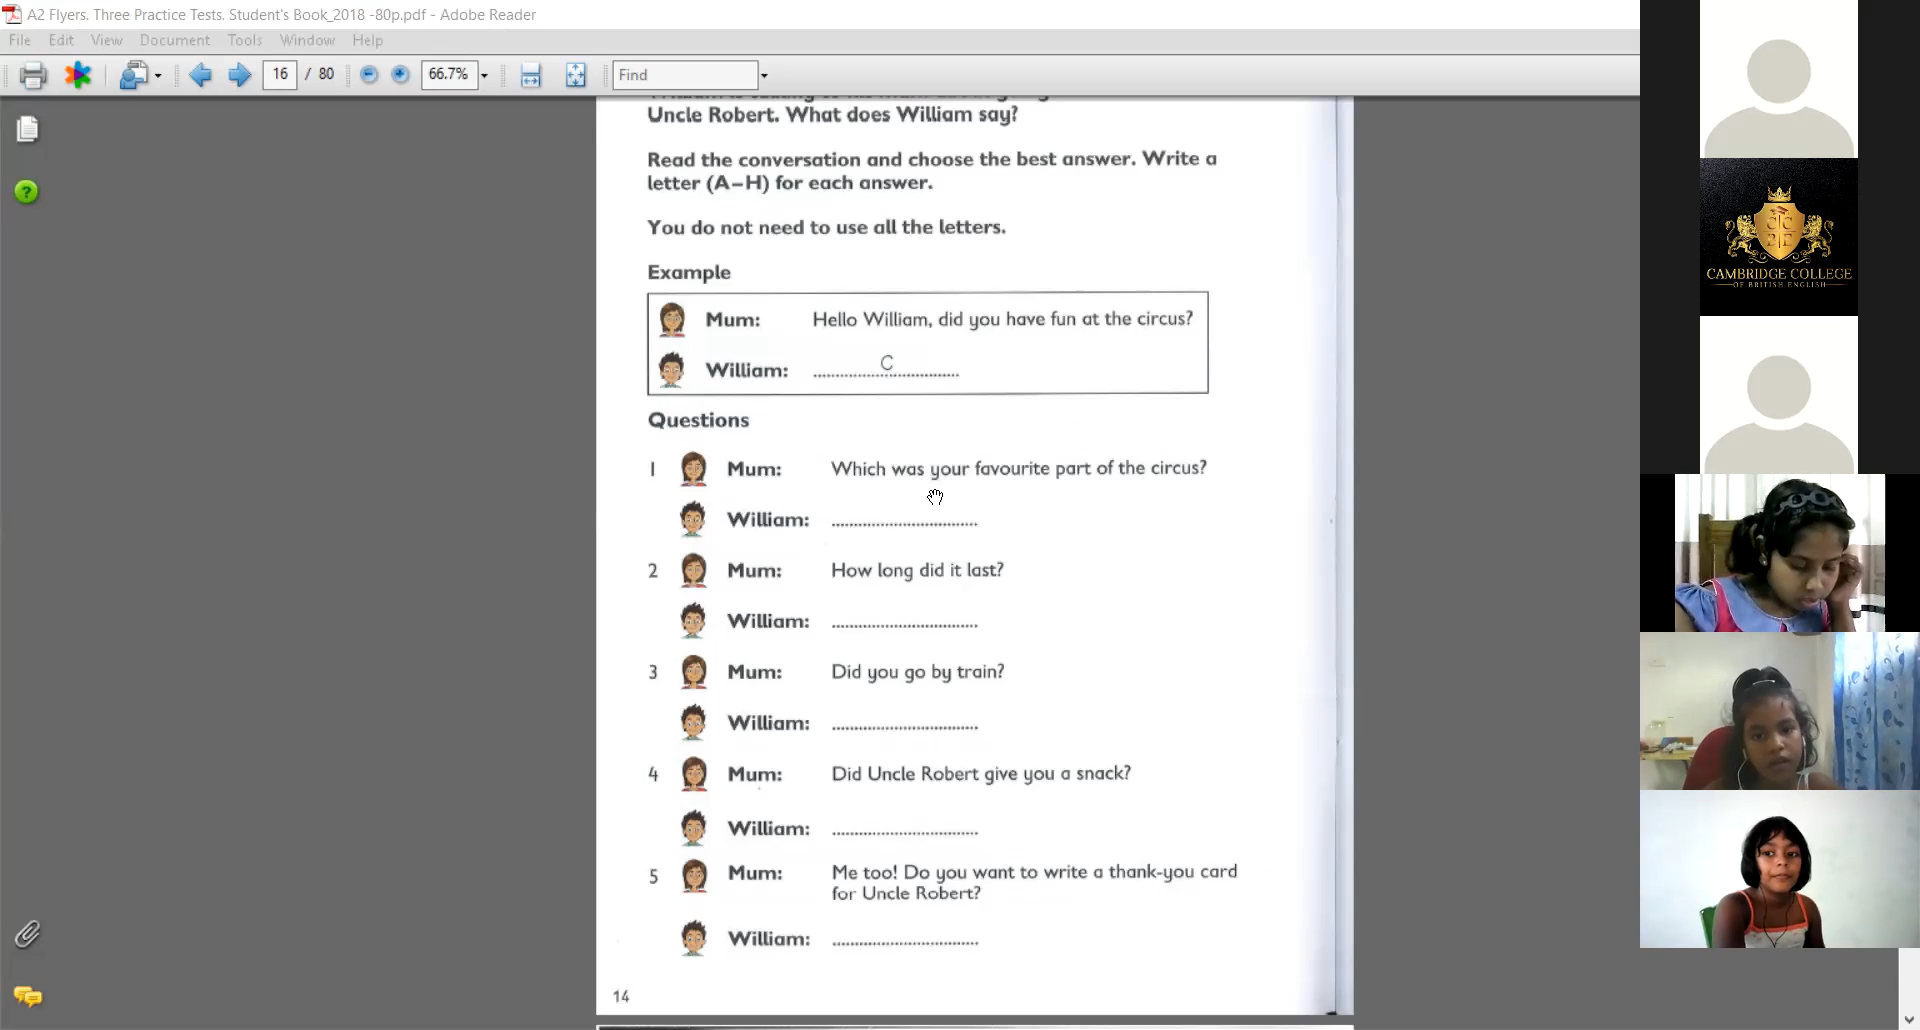 A2 Flyers. Three Practice Tests. Student's Book_2018 -80p.pdf - Adobe Reader
File Edit View Document Tools Window Help
16 / 80 66.7% Find
Uncle Robert. What does William say?
Read the conversation and choose the best answer. Write a
letter (A–H) for each answer.
You do not need to use all the letters.
Example
Mum: Hello William, did you have fun at the circus?
William: ........C........
Questions
1 Mum: Which was your favourite part of the circus?
William: ................................
2 Mum: How long did it last?
William: ................................
3 Mum: Did you go by train?
William: ................................
4 Mum: Did Uncle Robert give you a snack?
William: ................................
5 Mum: Me too! Do you want to write a thank-you card
for Uncle Robert?
William: ................................
14
CAMBRIDGE COLLEGE
OF BRITISH ENGLISH